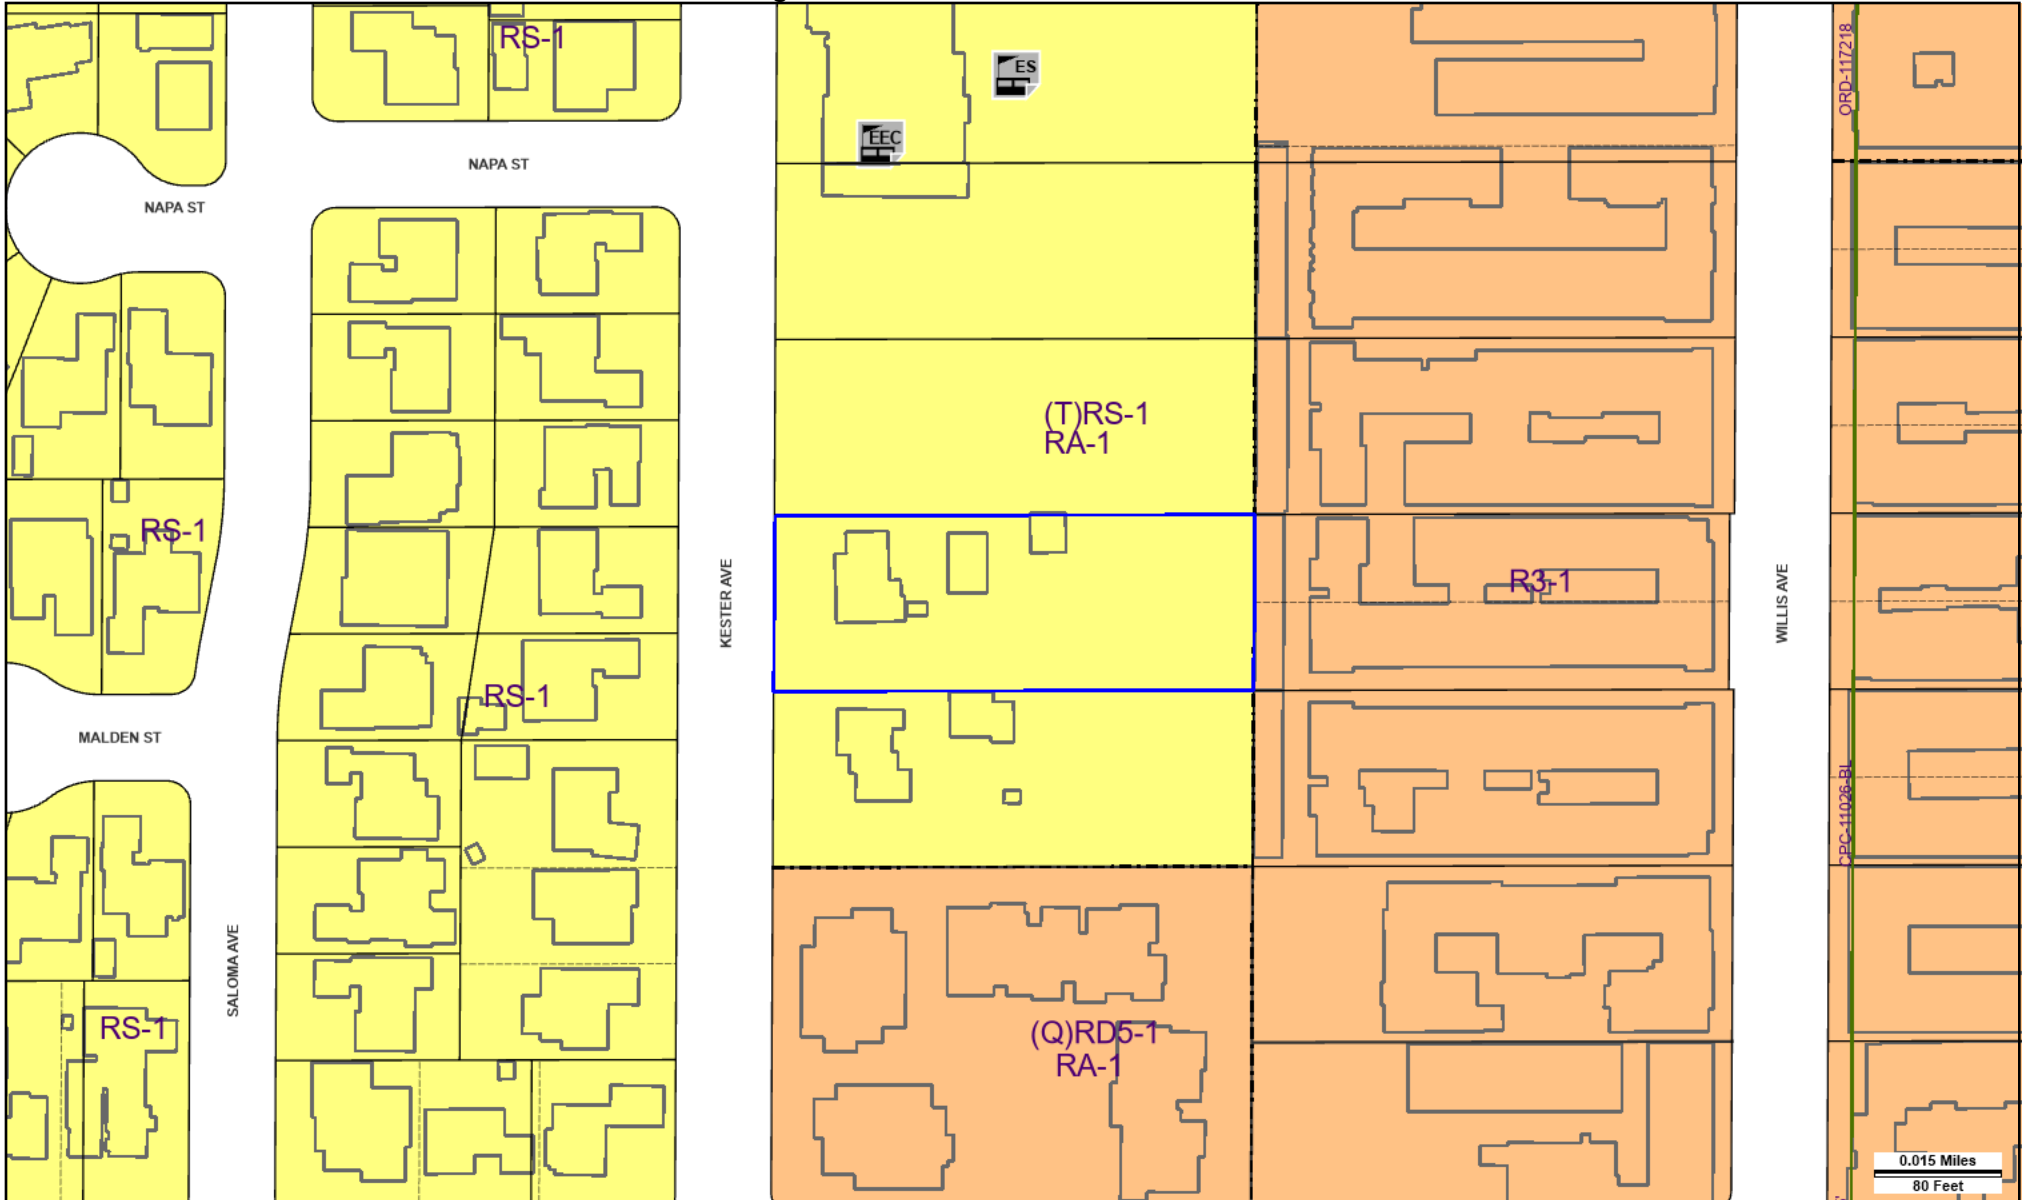 RS-1
ES
EEC
ORD-117218
NAPA ST
NAPA ST
(T)RS-1
RA-1
RS-1
KESTER AVE
R3-1
WILLIS AVE
RS-1
MALDEN ST
CPC-11026-BL
SALOMA AVE
RS-1
(Q)RD5-1
RA-1
0.015 Miles
80 Feet